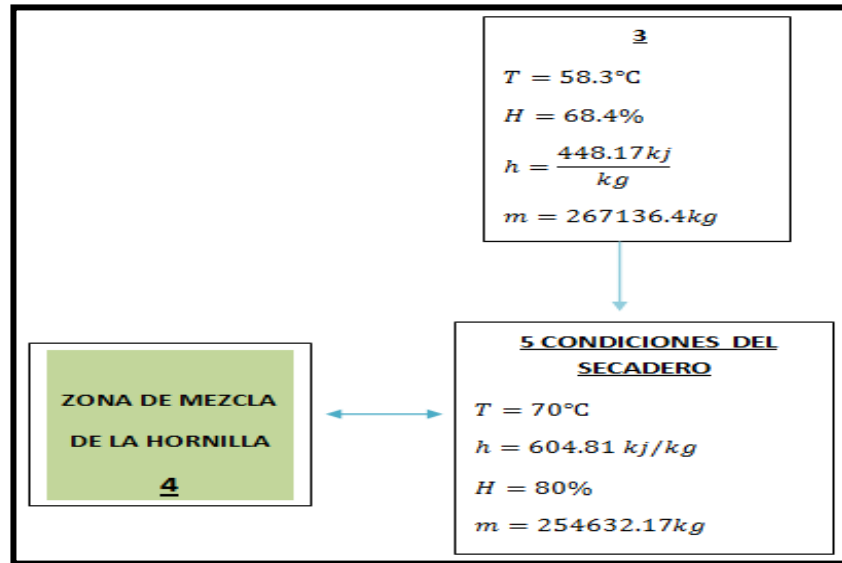 3
T = 58.3°C
H = 68.4%
h = 448.17kj/kg
m = 267136.4kg
5 CONDICIONES DEL
SECADERO
T = 70°C
h = 604.81 kj/kg
H = 80%
m = 254632.17kg
ZONA DE MEZCLA
DE LA HORNILLA
4